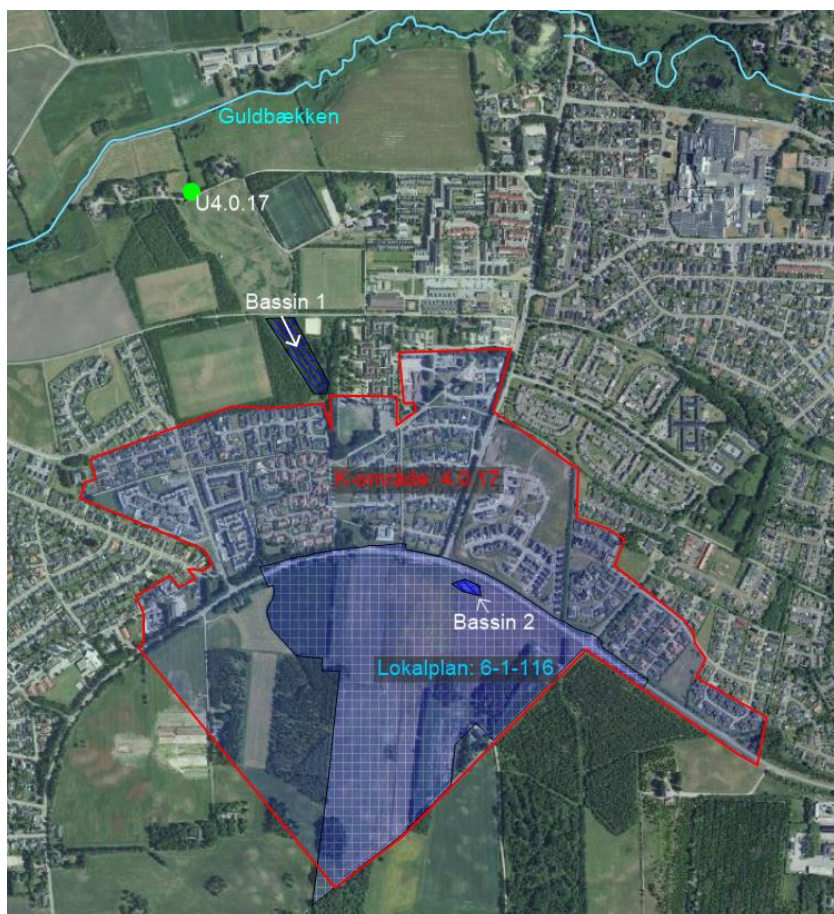 Guldbækken
U4.0.17
Bassin 1
K-område: 4.0.17
Bassin 2
Lokalplan: 6-1-116